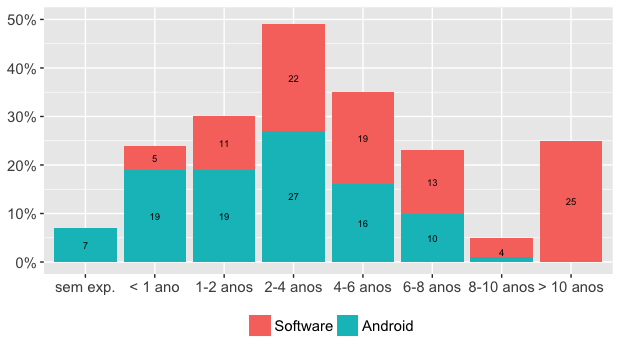 50%
40%
30%
20%
10%
0%
22
5
11
19
13
25
27
19
19
16
10
4
7
sem exp.
< 1 ano
1-2 anos
2-4 anos
4-6 anos
6-8 anos
8-10 anos
> 10 anos
Software
Android